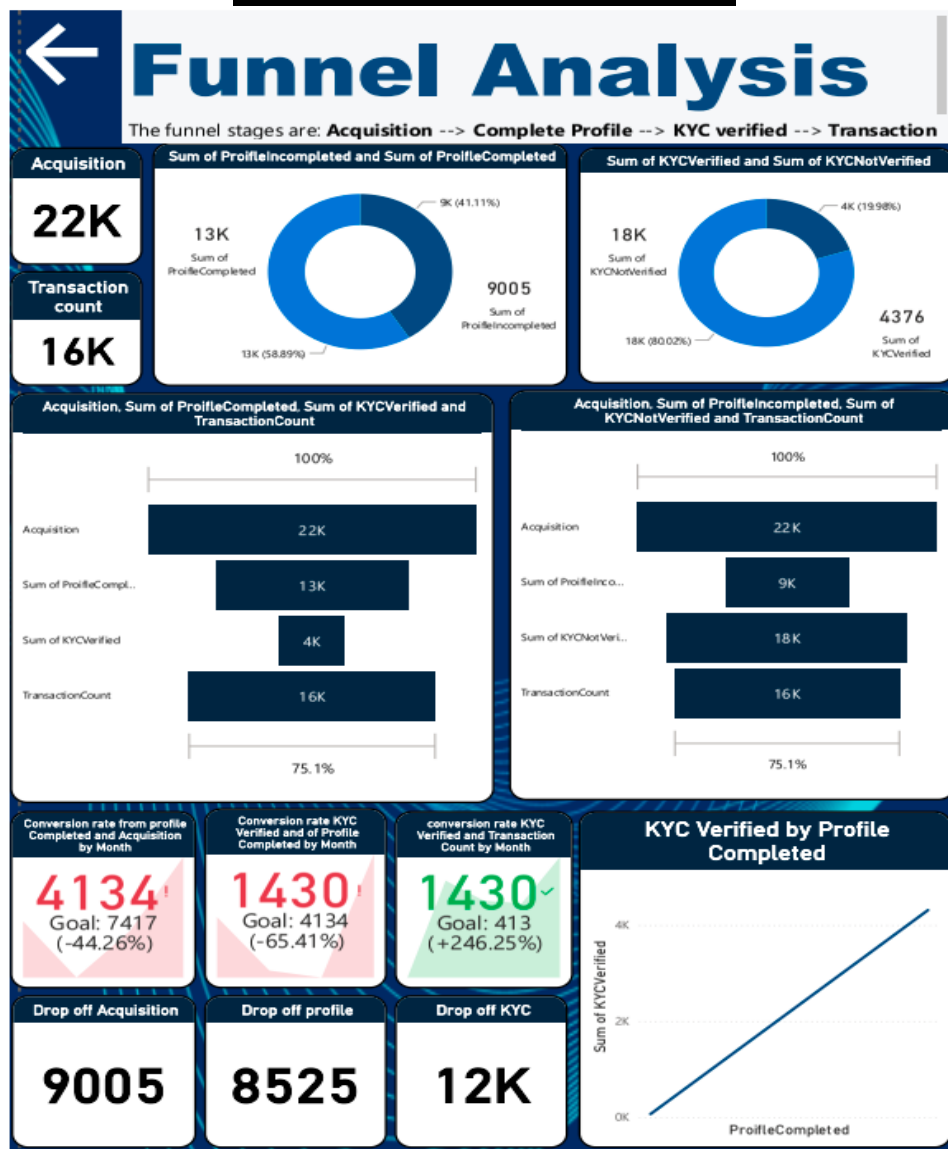 Funnel Analysis
The funnel stages are: Acquisition --> Complete Profile --> KYC verified --> Transaction
Acquisition
22K
Transaction
count
16K
Sum of ProifleIncompleted and Sum of ProifleCompleted
9K (41.11%)
13K
Sum of
ProifleCompleted
9005
Sum of
ProifleIncompleted
13K (58.89%)
Sum of KYCVerified and Sum of KYCNotVerified
4K (19.98%)
18K
Sum of
KYCNotVerified
4376
Sum of
KYCVerified
18K (80.02%)
Acquisition, Sum of ProifleCompleted, Sum of KYCVerified and
TransactionCount
100%
Acquisition
22K
Sum of ProifleCompl...
13K
Sum of KYCVerified
4K
TransactionCount
16K
75.1%
Acquisition, Sum of ProifleIncompleted, Sum of
KYCNotVerified and TransactionCount
100%
Acquisition
22K
Sum of ProifleInco...
9K
Sum of KYCNotVeri...
18K
TransactionCount
16K
75.1%
Conversion rate from profile
Completed and Acquisition
by Month
4134!
Goal: 7417
(-44.26%)
Conversion rate KYC
Verified and of Profile
Completed by Month
1430!
Goal: 4134
(-65.41%)
conversion rate KYC
Verified and Transaction
Count by Month
1430
Goal: 413
(+246.25%)
KYC Verified by Profile
Completed
Sum of KYCVerified
4K
2K
0K
ProifleCompleted
Drop off Acquisition
9005
Drop off profile
8525
Drop off KYC
12K